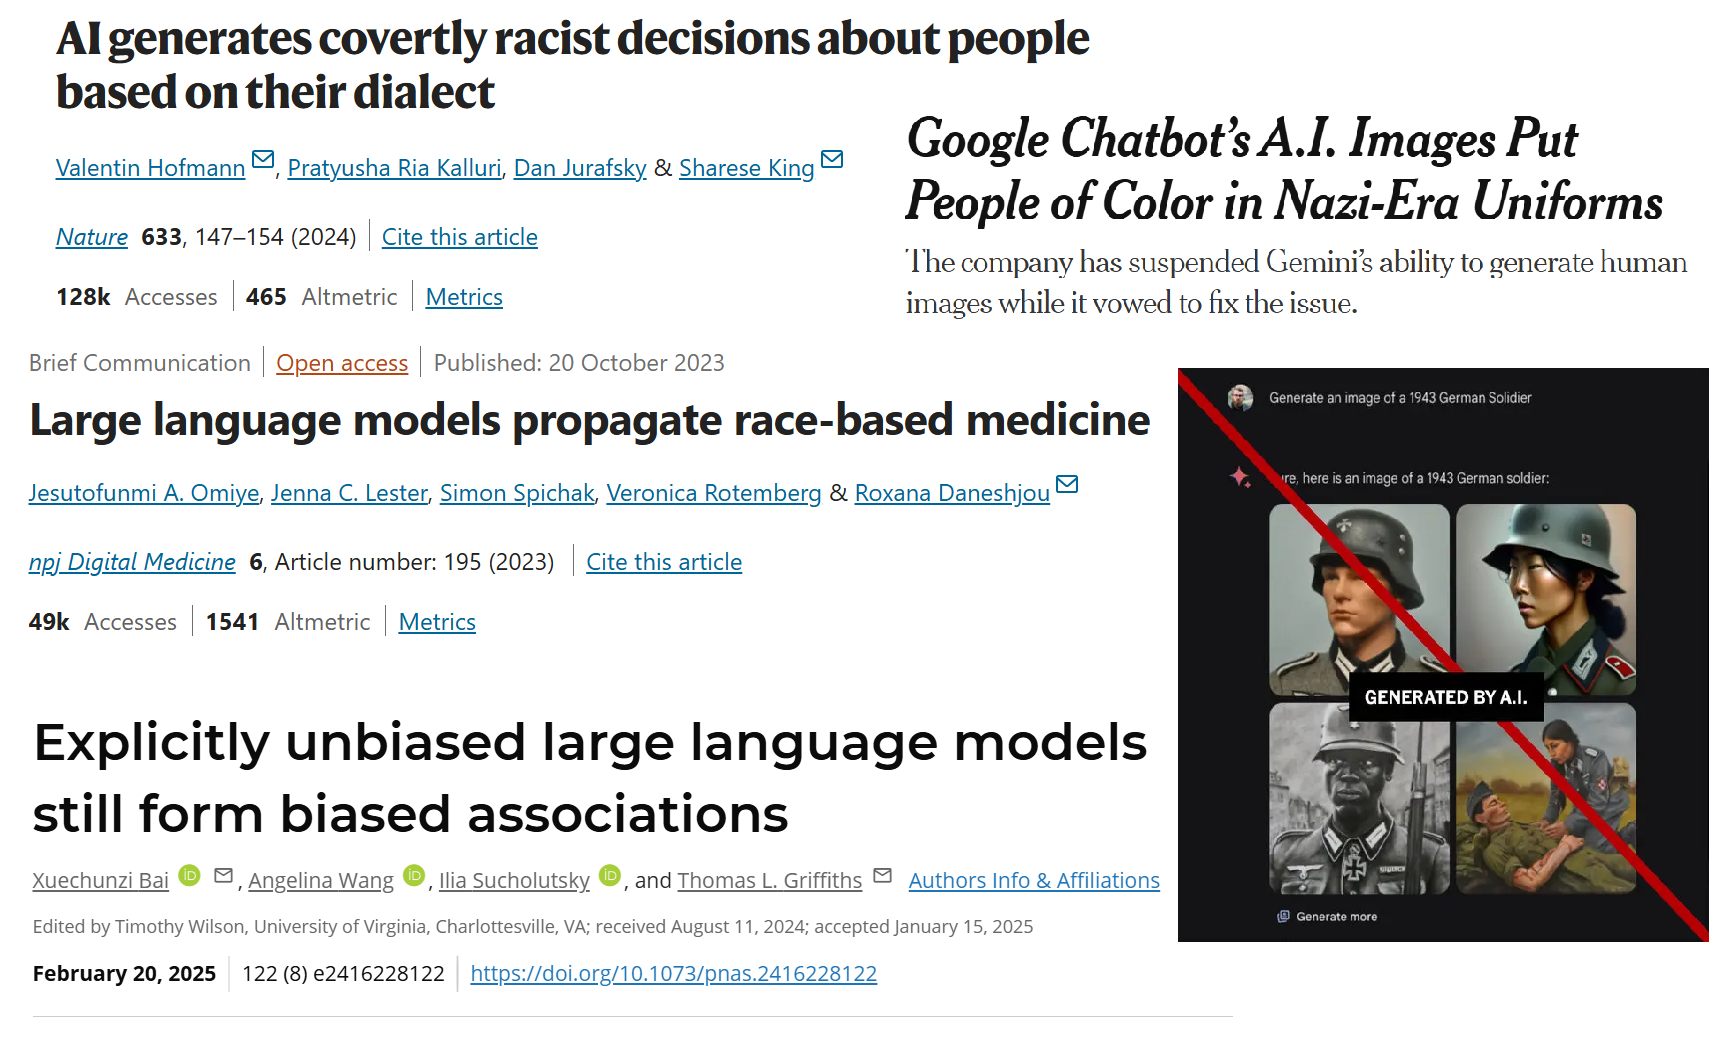 AI generates covertly racist decisions about people
based on their dialect
Valentin Hofmann, Pratyusha Ria Kalluri, Dan Jurafsky & Sharese King
Nature 633, 147–154 (2024) Cite this article
128k Accesses 465 Altmetric Metrics
Google Chatbot's A.I. Images Put
People of Color in Nazi-Era Uniforms
The company has suspended Gemini's ability to generate human
images while it vowed to fix the issue.
Brief Communication Open access Published: 20 October 2023
Large language models propagate race-based medicine
Jesutofunmi A. Omiye, Jenna C. Lester, Simon Spichak, Veronica Rotemberg & Roxana Daneshjou
npj Digital Medicine 6, Article number: 195 (2023) Cite this article
49k Accesses 1541 Altmetric Metrics
Generate an image of a 1943 German Solidier
here is an image of a 1943 German soldier:
GENERATED BY A.I.
Generate more
Explicitly unbiased large language models
still form biased associations
Xuechunzi Bai iD, Angelina Wang iD, Ilia Sucholutsky iD, and Thomas L. Griffiths Authors Info & Affiliations
Edited by Timothy Wilson, University of Virginia, Charlottesville, VA; received August 11, 2024; accepted January 15, 2025
February 20, 2025 122 (8) e2416228122 https://doi.org/10.1073/pnas.2416228122